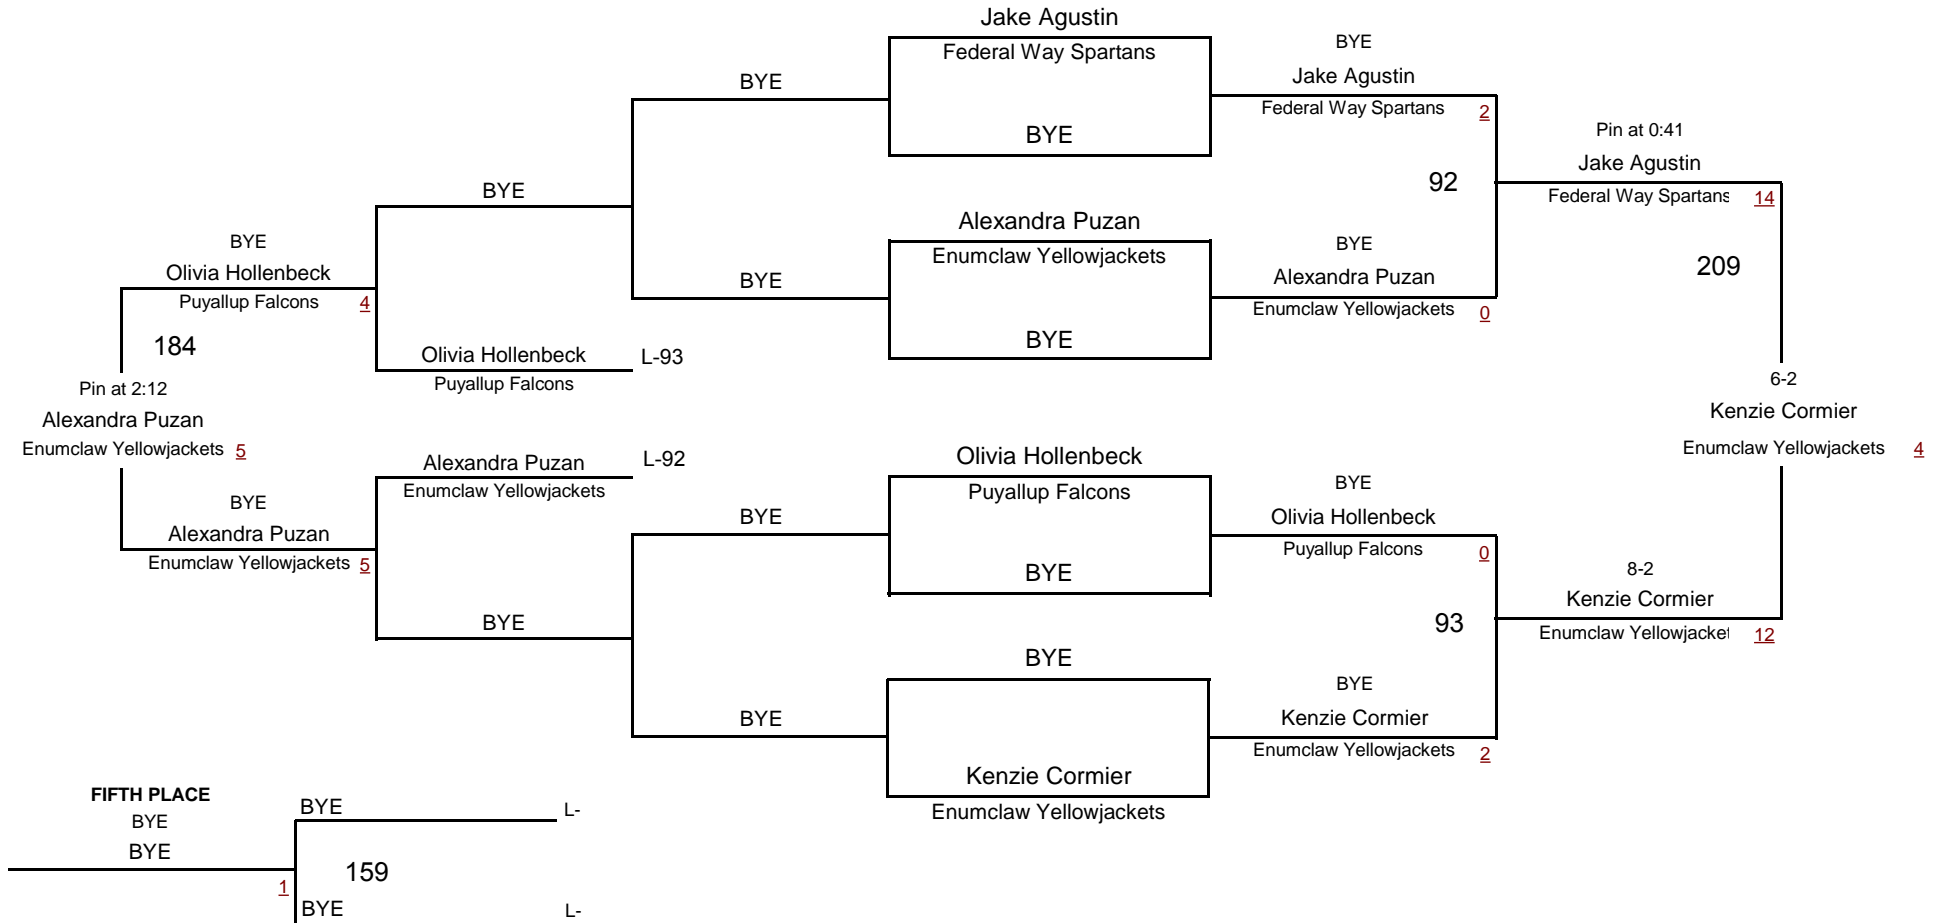 Jake Agustin
Federal Way Spartans
BYE
BYE
Jake Agustin
Federal Way Spartans 2
BYE
Pin at 0:41
Jake Agustin
Federal Way Spartans 14
92
BYE
Alexandra Puzan
Enumclaw Yellowjackets
BYE
BYE
Alexandra Puzan
Enumclaw Yellowjackets 0
BYE
209
BYE
Olivia Hollenbeck
Puyallup Falcons 4
184
Olivia Hollenbeck L-93
Puyallup Falcons
Pin at 2:12
Alexandra Puzan
Enumclaw Yellowjackets 5
6-2
Kenzie Cormier
Enumclaw Yellowjackets 4
Alexandra Puzan L-92
Enumclaw Yellowjackets
BYE
Alexandra Puzan
Enumclaw Yellowjackets 5
Olivia Hollenbeck
Puyallup Falcons
BYE
BYE
BYE
Olivia Hollenbeck
Puyallup Falcons 0
8-2
Kenzie Cormier
Enumclaw Yellowjacket 12
BYE
93
BYE
BYE
Kenzie Cormier
Enumclaw Yellowjackets
BYE
Kenzie Cormier
Enumclaw Yellowjackets 2
FIFTH PLACE
BYE
BYE
1
BYE L-
159
BYE L-